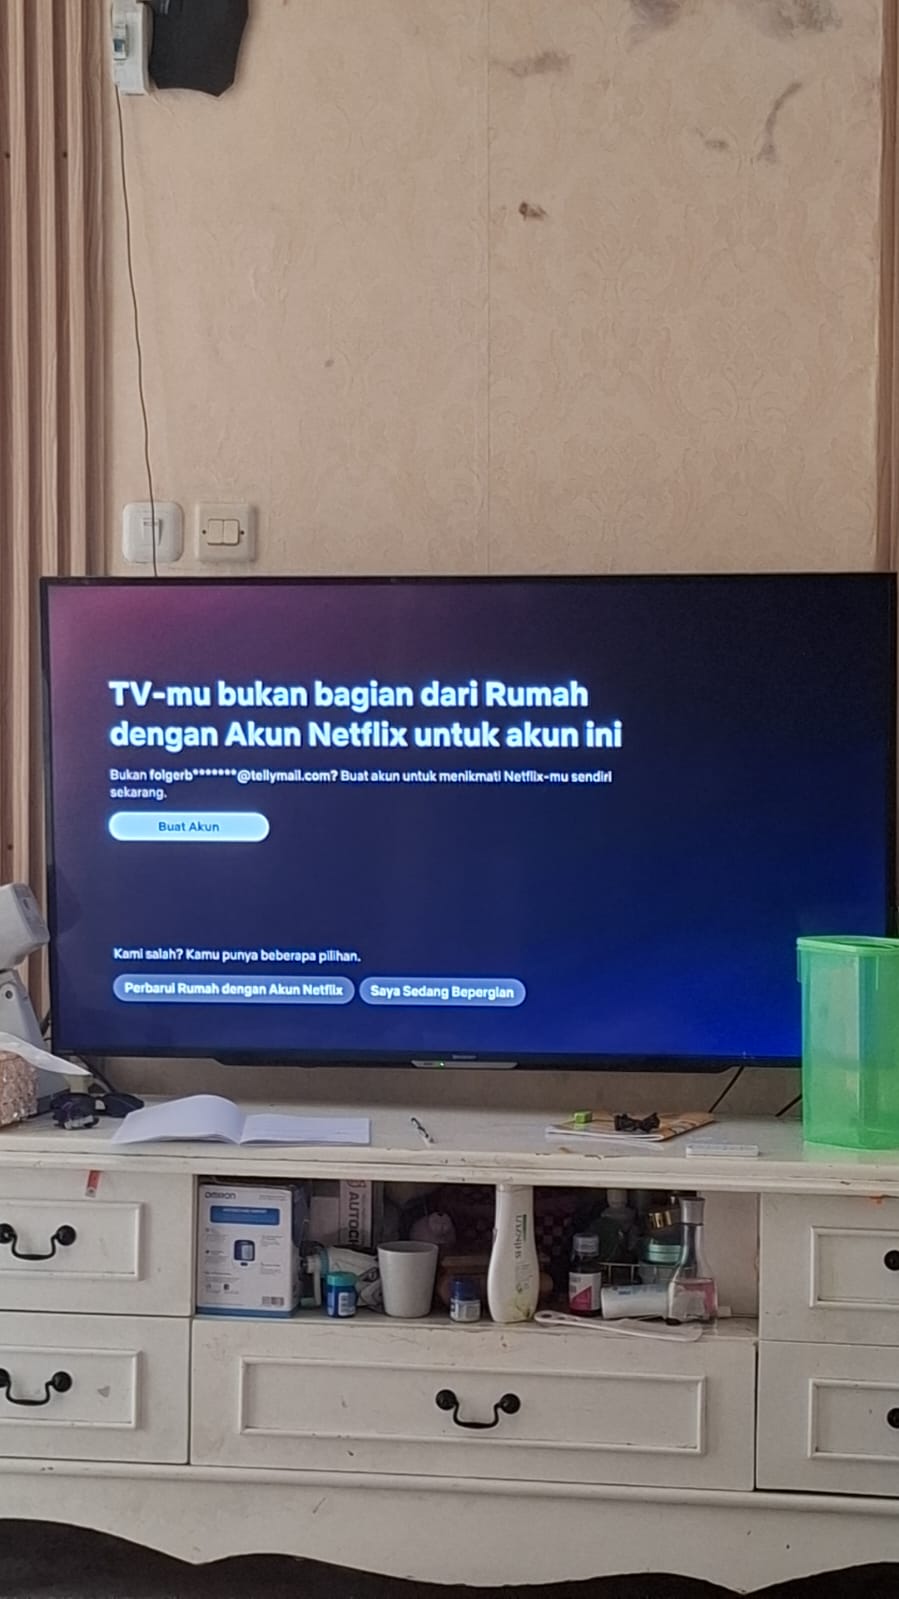 TV-mu bukan bagian dari Rumah
dengan Akun Netflix untuk akun ini
Bukan folgerb*******@tellymail.com? Buat akun untuk menikmati Netflix-mu sendiri
sekarang.
Buat Akun
Kami salah? Kamu punya beberapa pilihan.
Perbarui Rumah dengan Akun Netflix
Saya Sedang Bepergian
OMRON